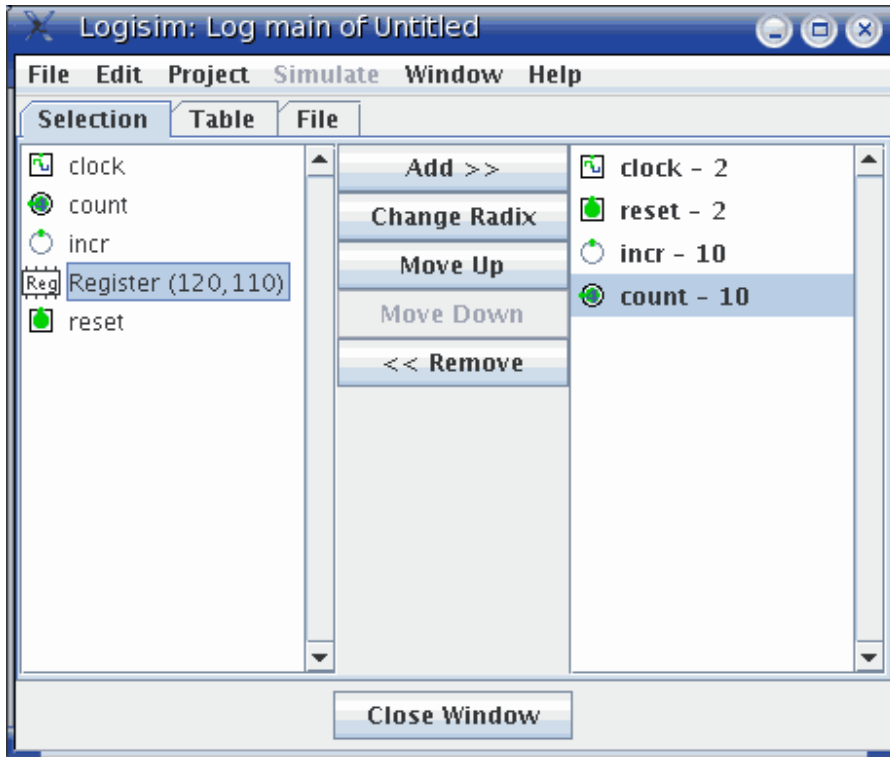 Logisim: Log main of Untitled
File Edit Project Simulate Window Help
Selection Table File
clock
count
incr
Reg Register (120,110)
reset
Add >>
Change Radix
Move Up
Move Down
<< Remove
clock - 2
reset - 2
incr - 10
count - 10
Close Window